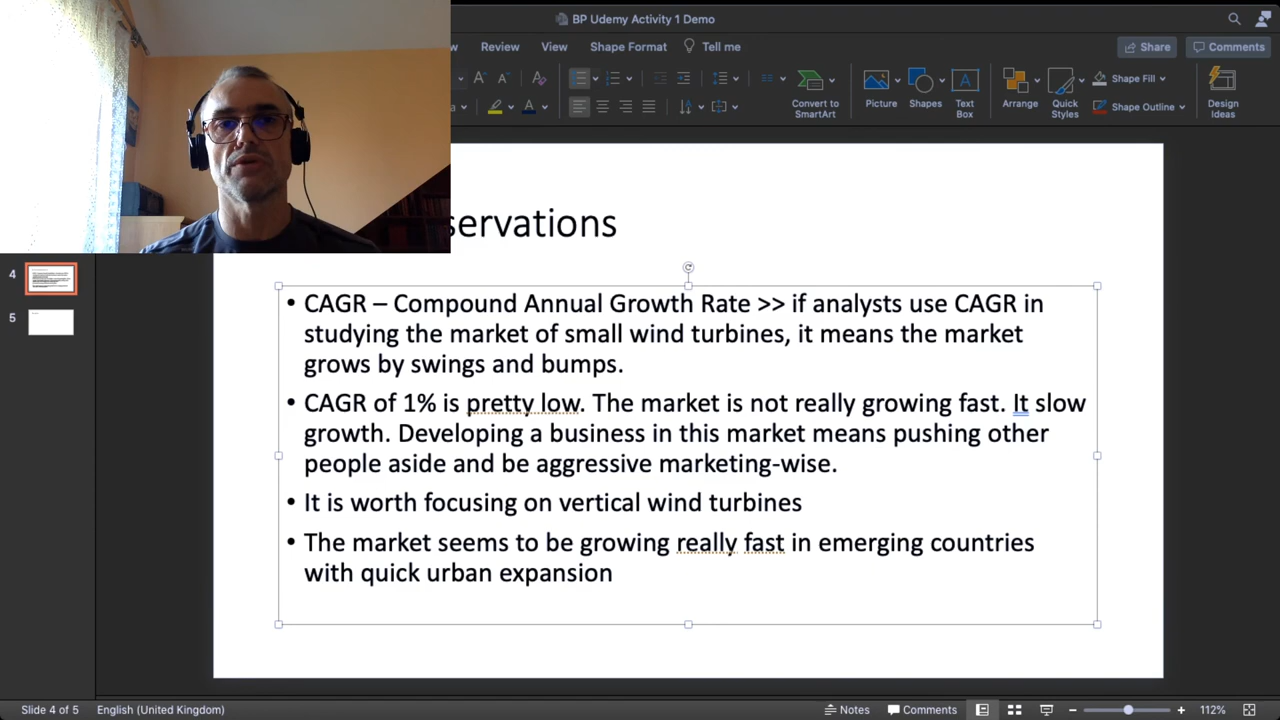 BP Udemy Activity 1 Demo
Review View Shape Format Tell me Share Comments
Convert to
SmartArt
Picture Shapes Text
Box
Arrange Quick
Styles
Shape Fill
Shape Outline
Design
Ideas
servations
4
5
• CAGR – Compound Annual Growth Rate >> if analysts use CAGR in
studying the market of small wind turbines, it means the market
grows by swings and bumps.
• CAGR of 1% is pretty low. The market is not really growing fast. It slow
growth. Developing a business in this market means pushing other
people aside and be aggressive marketing-wise.
• It is worth focusing on vertical wind turbines
• The market seems to be growing really fast in emerging countries
with quick urban expansion
Slide 4 of 5 English (United Kingdom) Notes Comments 112%